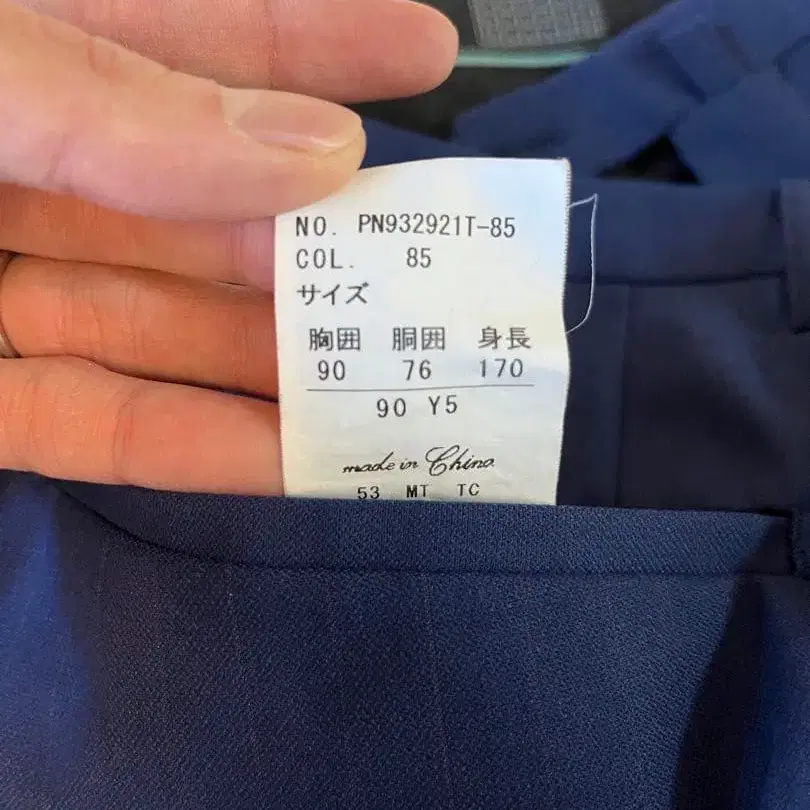 NO. PN932921T-85
COL. 85
サイズ
胸囲 胴囲 身長
90 76 170
90 Y5
made in China
53 MT TC